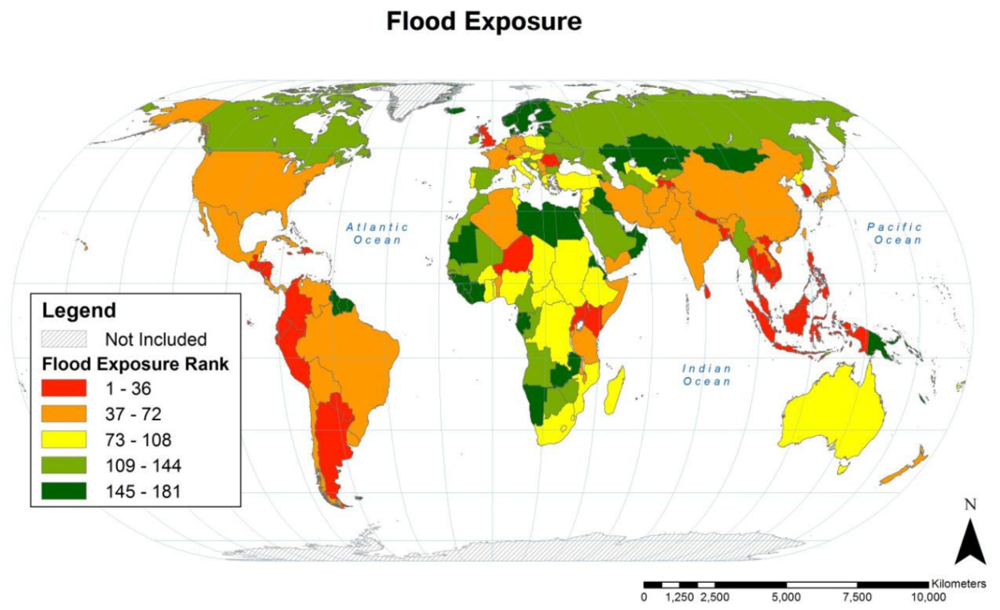 Flood Exposure
Atlantic
Ocean
Pacific
Ocean
Indian
Ocean
Legend
Not Included
Flood Exposure Rank
1 - 36
37 - 72
73 - 108
109 - 144
145 - 181
N
Kilometers
0 1,250 2,500 5,000 7,500 10,000